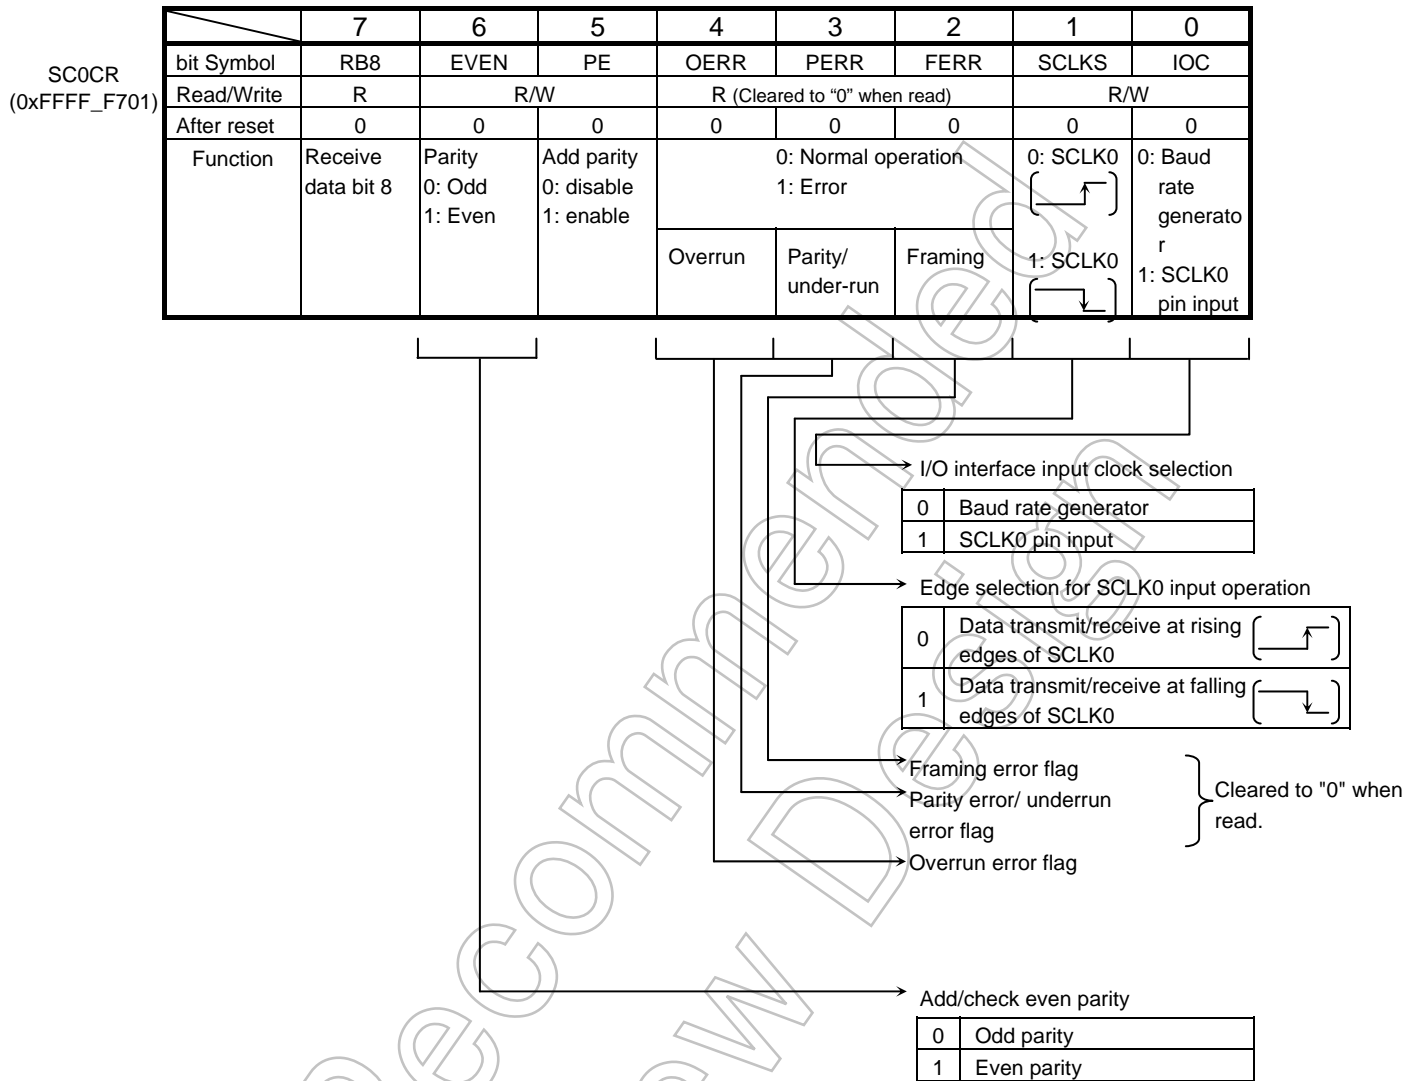 7 6 5 4 3 2 1 0
SC0CR
(0xFFFF_F701)
bit Symbol RB8 EVEN PE OERR PERR FERR SCLKS IOC
Read/Write R R/W R (Cleared to “0” when read) R/W
After reset 0 0 0 0 0 0 0 0
Function
Receive
data bit 8
Parity
0: Odd
1: Even
Add parity
0: disable
1: enable
0: Normal operation
1: Error
Overrun
Parity/
under-run
Framing
0: SCLK0
1: SCLK0
0: Baud
rate
generato
r
1: SCLK0
pin input
I/O interface input clock selection
0 Baud rate generator
1 SCLK0 pin input
Edge selection for SCLK0 input operation
0 Data transmit/receive at rising
edges of SCLK0
1 Data transmit/receive at falling
edges of SCLK0
Framing error flag
Parity error/ underrun
error flag
Overrun error flag
Cleared to "0" when
read.
Add/check even parity
0 Odd parity
1 Even parity
Recommended
ew Design